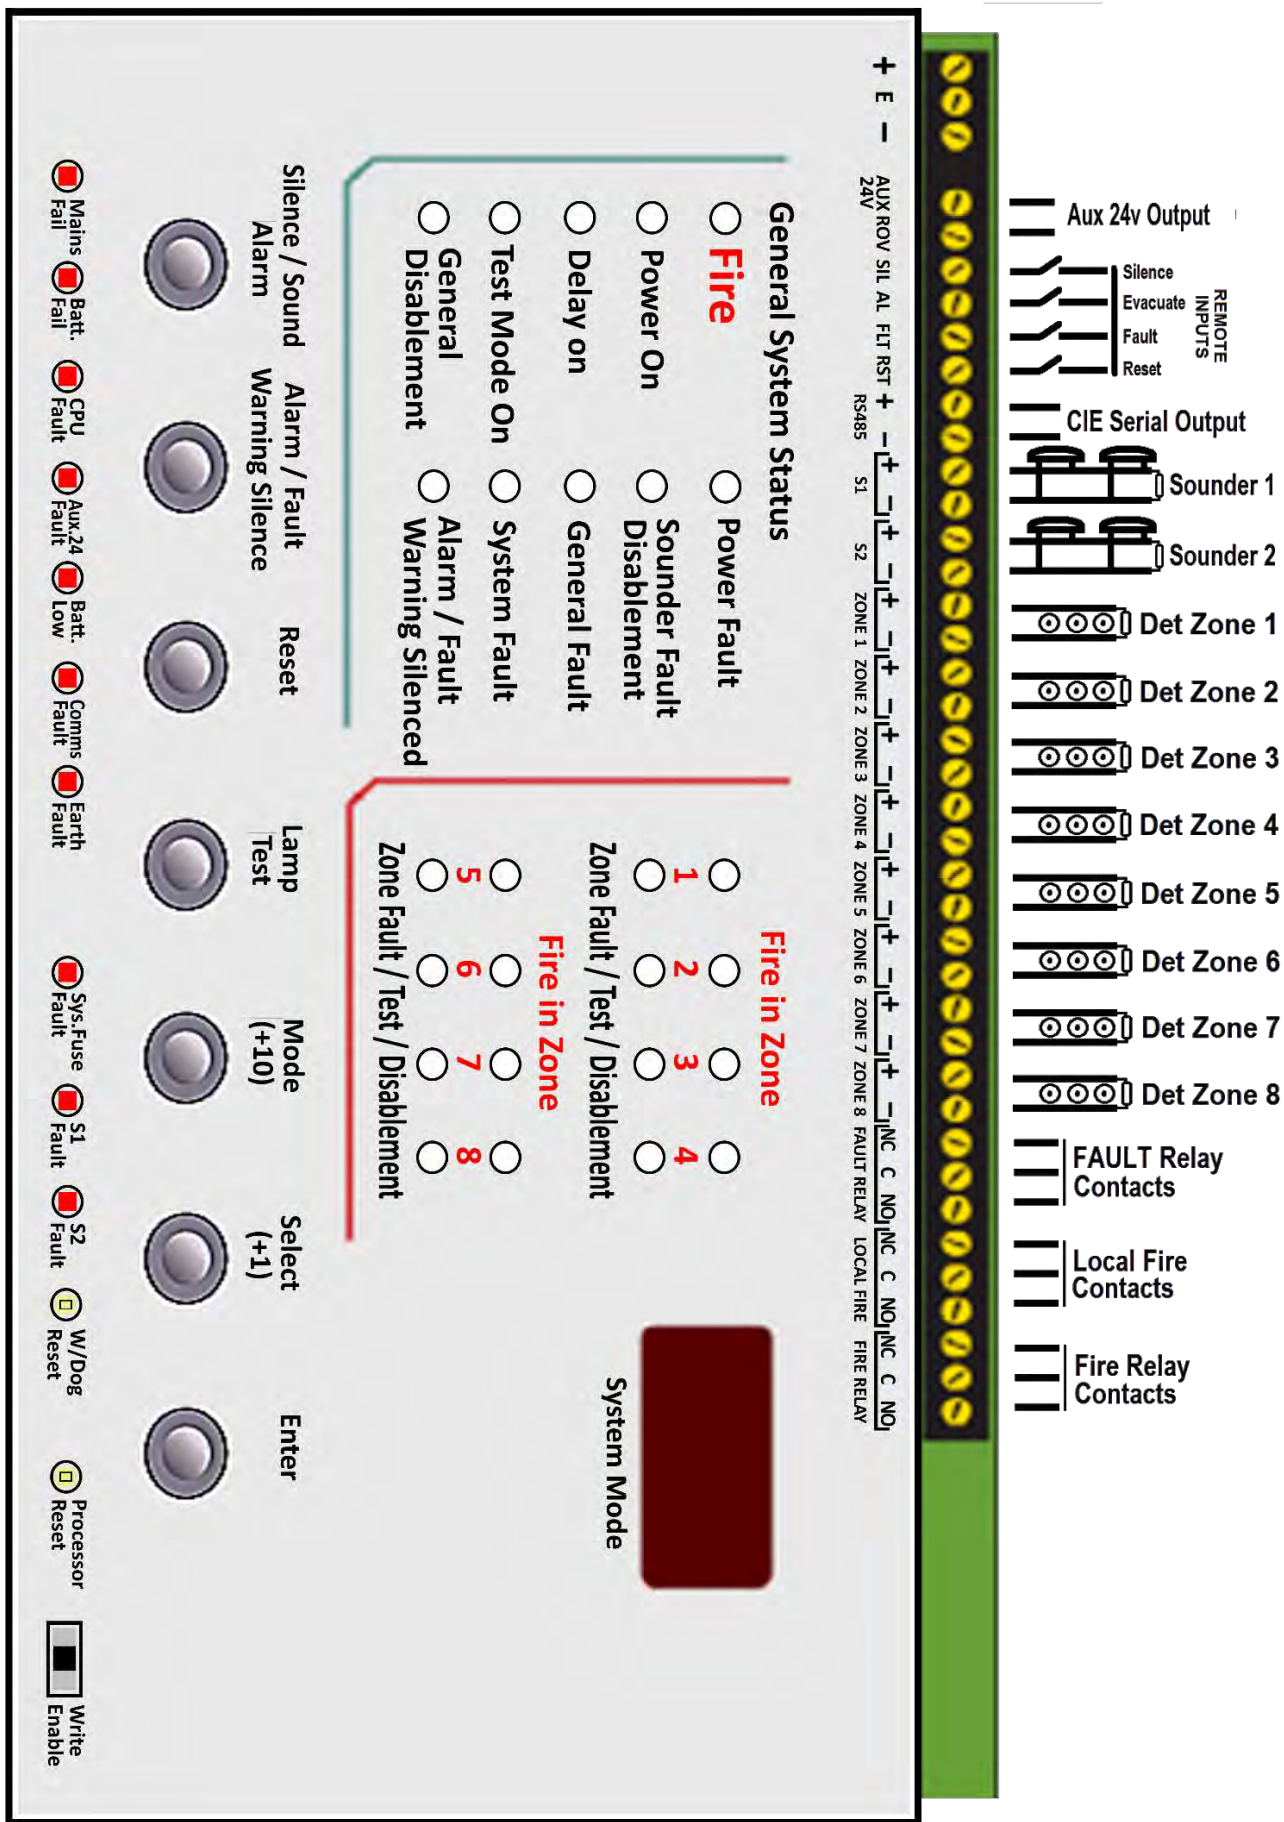 + E −
AUX 24V
ROV SIL AL FLT RST
+ −
RS485
+ −
S1
+ −
S2
+ −
ZONE 1
+ −
ZONE 2
+ −
ZONE 3
+ −
ZONE 4
+ −
ZONE 5
+ −
ZONE 6
+ −
ZONE 7
+ −
ZONE 8
NC C NO
FAULT RELAY
NC C NO
LOCAL FIRE
NC C NO
FIRE RELAY
General System Status
Fire
Power Fault
Power On
Sounder Fault
Disablement
Delay on
General Fault
Test Mode On
System Fault
General
Disablement
Alarm / Fault
Warning Silenced
Fire in Zone
1 2 3 4
Zone Fault / Test / Disablement
Fire in Zone
5 6 7 8
Zone Fault / Test / Disablement
System Mode
Silence / Sound
Alarm
Alarm / Fault
Warning Silence
Reset
Lamp
Test
Mode
(+10)
Select
(+1)
Enter
Mains
Fail
Batt.
Fail
CPU
Fault
Aux.24
Fault
Batt.
Low
Comms
Fault
Earth
Fault
Sys.Fuse
Fault
S1
Fault
S2
Fault
W/Dog
Reset
Processor
Reset
Write
Enable
Aux 24v Output
Silence
Evacuate
Fault
Reset
REMOTE
INPUTS
CIE Serial Output
Sounder 1
Sounder 2
Det Zone 1
Det Zone 2
Det Zone 3
Det Zone 4
Det Zone 5
Det Zone 6
Det Zone 7
Det Zone 8
FAULT Relay
Contacts
Local Fire
Contacts
Fire Relay
Contacts